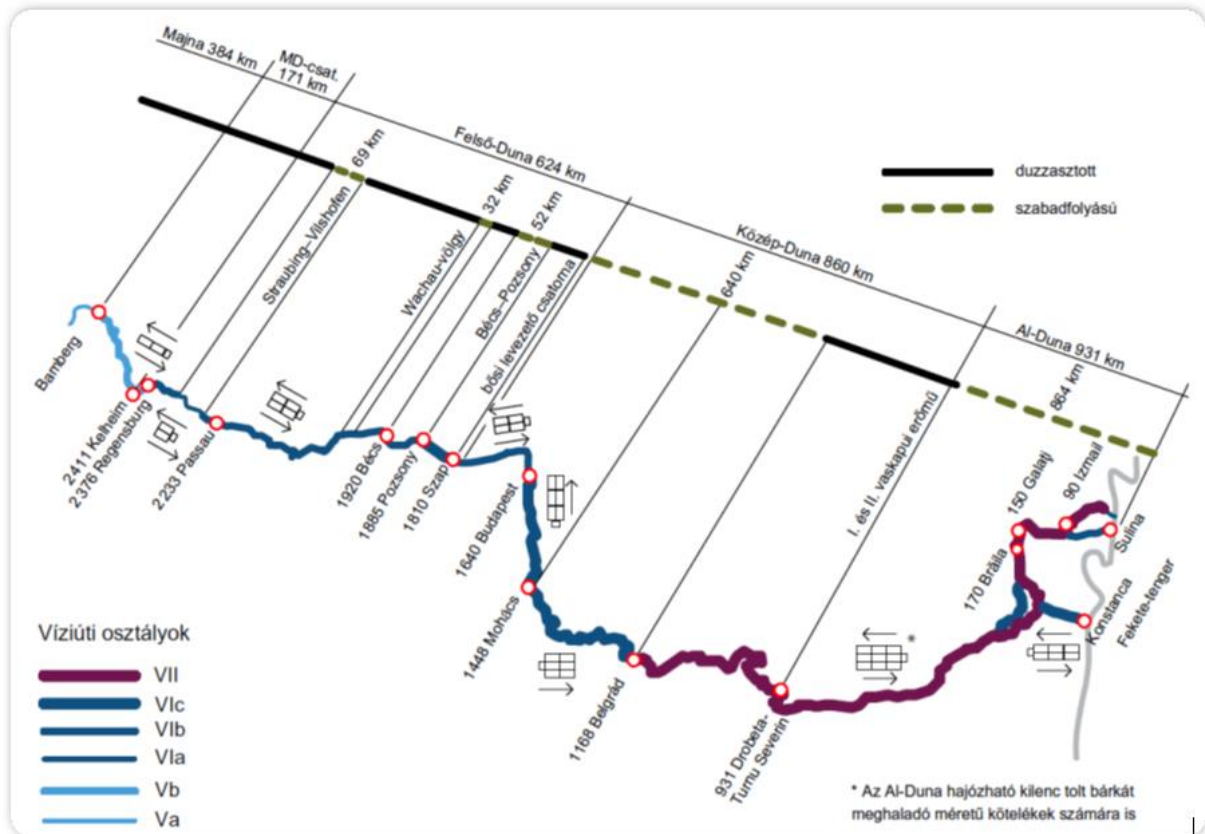 Majna 384 km
MD-csat.
171 km
Felső-Duna 624 km
Közép-Duna 860 km
Al-Duna 931 km
69 km
32 km
52 km
640 km
864 km
Straubing–Vilshofen
Wachau-völgy
Bécs–Pozsony
bősi levezető csatorna
I. és II. vaskapui erőmű
duzzasztott
szabadfolyású
Bamberg
2411 Kelheim
2376 Regensburg
2233 Passau
1920 Bécs
1885 Pozsony
1810 Szap
1640 Budapest
1448 Mohács
1168 Belgrád
931 Drobeta-
Turnu Severin
170 Brăila
150 Galatj
90 Izmail
Sulina
Konstanca
Fekete-tenger
*
Víziúti osztályok
VII
VIc
VIb
VIa
Vb
Va
* Az Al-Duna hajózható kilenc tolt bárkát
meghaladó méretű kötelékek számára is